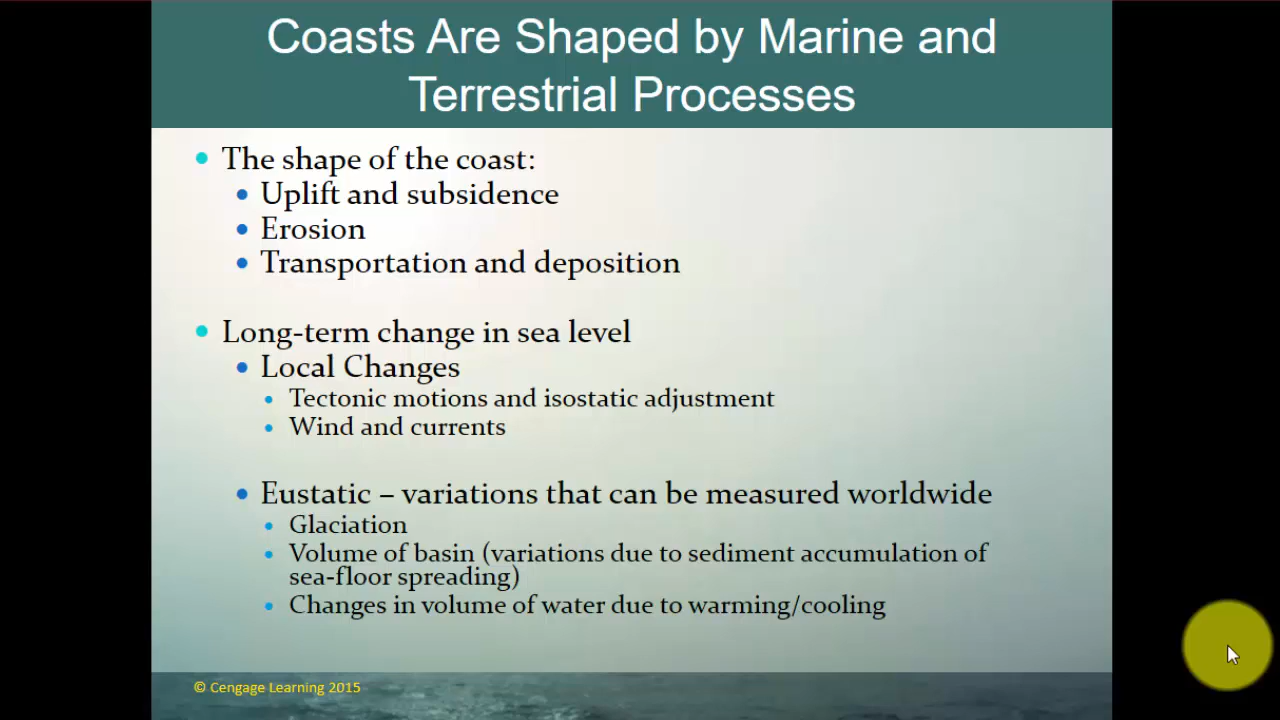 Coasts Are Shaped by Marine and
Terrestrial Processes
The shape of the coast:
Uplift and subsidence
Erosion
Transportation and deposition
Long-term change in sea level
Local Changes
Tectonic motions and isostatic adjustment
Wind and currents
Eustatic – variations that can be measured worldwide
Glaciation
Volume of basin (variations due to sediment accumulation of
sea-floor spreading)
Changes in volume of water due to warming/cooling
© Cengage Learning 2015